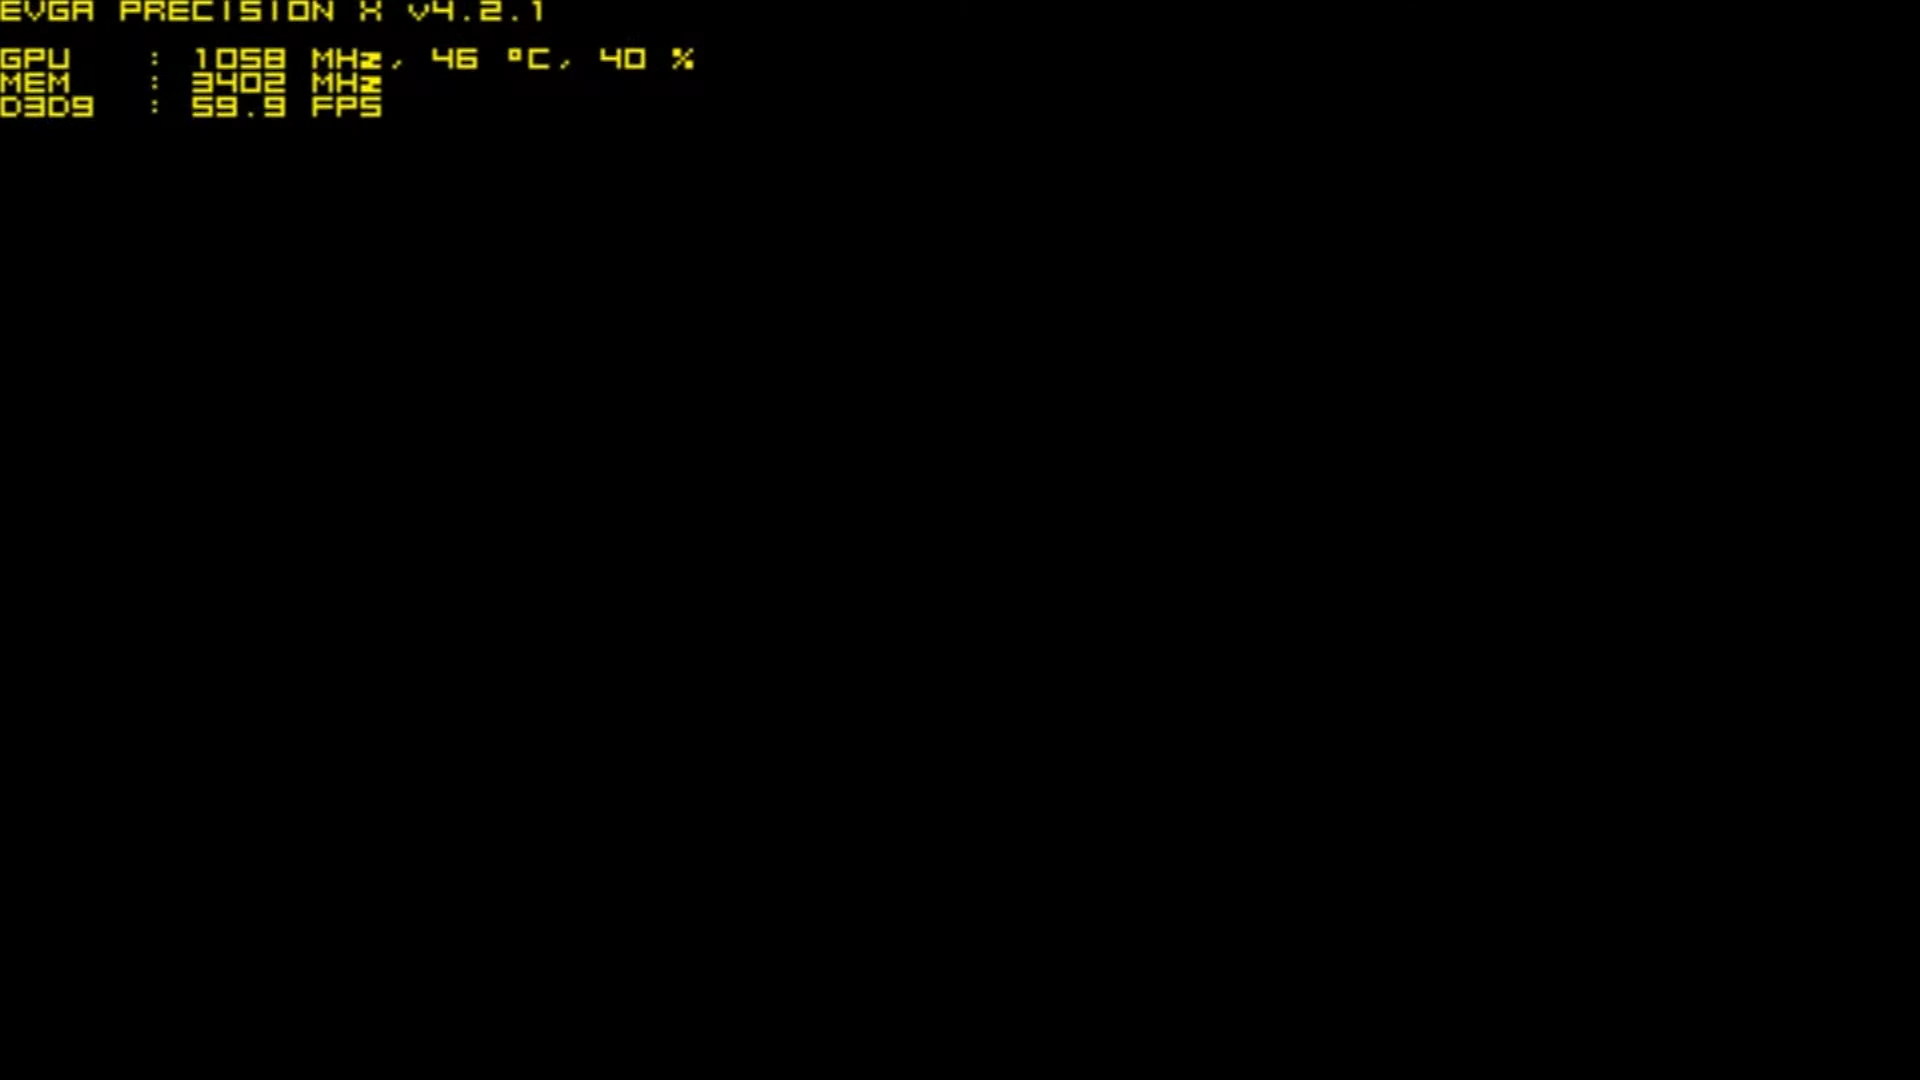 EVGA PRECISION X v4.2.1
GPU : 1058 MHz, 46 °C, 40 %
MEM : 3402 MHz
D3D9 : 59.9 FPS